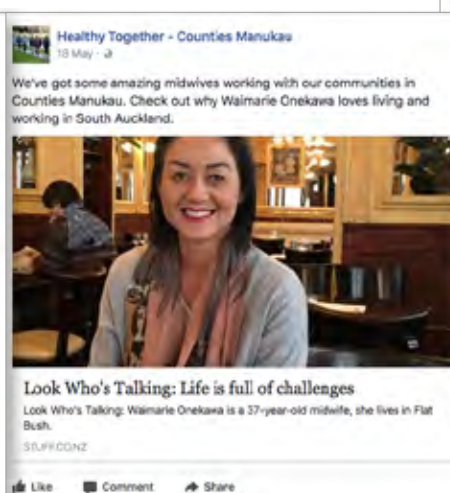 Healthy Together - Counties Manukau
18 May ·
We've got some amazing midwives working with our communities in
Counties Manukau. Check out why Waimarie Onekawa loves living and
working in South Auckland.
Look Who's Talking: Life is full of challenges
Look Who's Talking: Waimarie Onekawa is a 37-year-old midwife, she lives in Flat
Bush.
STUFF.CO.NZ
Like Comment Share